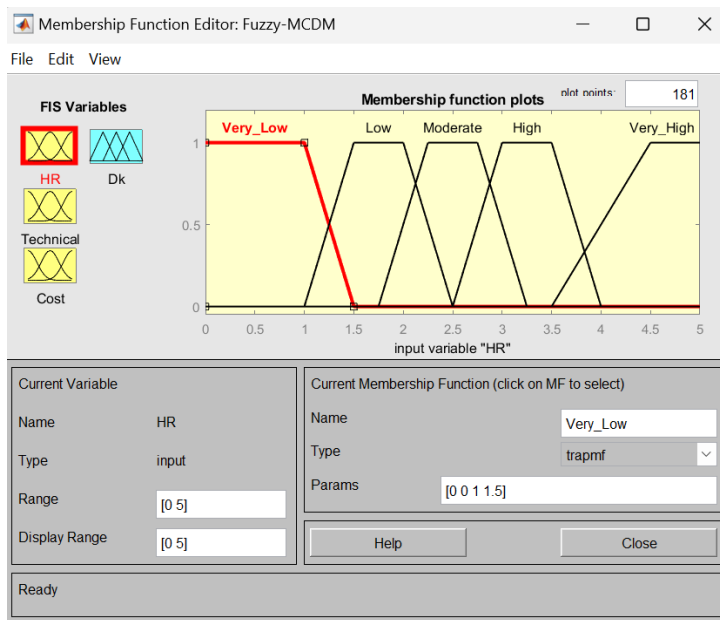 Membership Function Editor: Fuzzy-MCDM
File Edit View
FIS Variables
HR
Dk
Technical
Cost
Membership function plots
plot points:
181
Very_Low
Low
Moderate
High
Very_High
1
0.5
0
0 0.5 1 1.5 2 2.5 3 3.5 4 4.5 5
input variable "HR"
Current Variable
Name HR
Type input
Range [0 5]
Display Range [0 5]
Current Membership Function (click on MF to select)
Name Very_Low
Type trapmf
Params [0 0 1 1.5]
Help Close
Ready